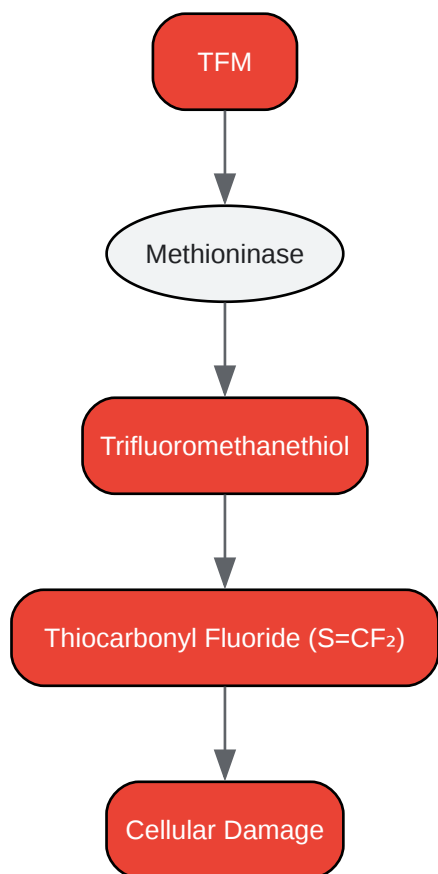 TFM
Methioninase
Trifluoromethanethiol
Thiocarbonyl Fluoride (S=CF₂)
Cellular Damage